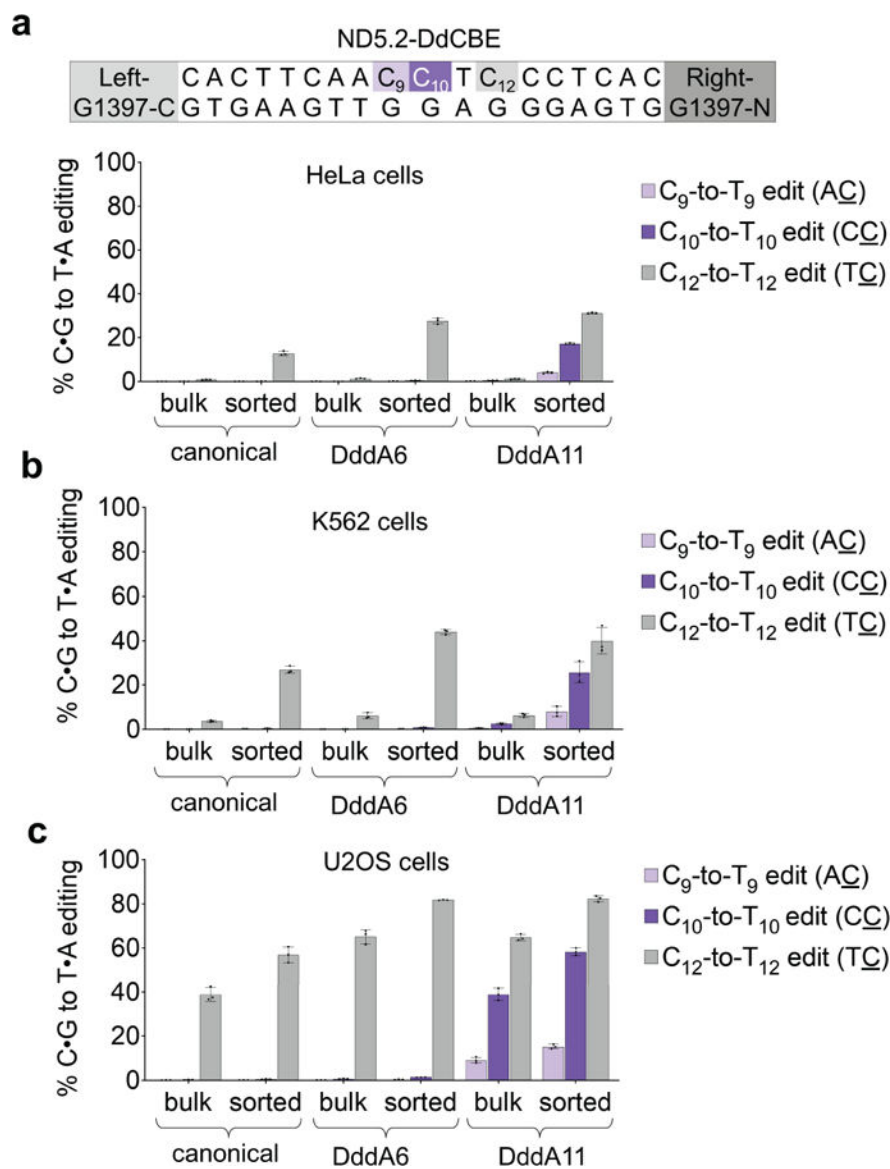 a
ND5.2-DdCBE
Left- C A C T T C A A C9 C10 T C12 C C T C A C Right-
G1397-C G T G A A G T T G G A G G G A G T G G1397-N
HeLa cells
% C•G to T•A editing
100
80
60
40
20
0
bulk sorted bulk sorted bulk sorted
canonical DddA6 DddA11
C9-to-T9 edit (AC)
C10-to-T10 edit (CC)
C12-to-T12 edit (TC)
b
K562 cells
% C•G to T•A editing
100
80
60
40
20
0
bulk sorted bulk sorted bulk sorted
canonical DddA6 DddA11
C9-to-T9 edit (AC)
C10-to-T10 edit (CC)
C12-to-T12 edit (TC)
c
U2OS cells
% C•G to T•A editing
100
80
60
40
20
0
bulk sorted bulk sorted bulk sorted
canonical DddA6 DddA11
C9-to-T9 edit (AC)
C10-to-T10 edit (CC)
C12-to-T12 edit (TC)